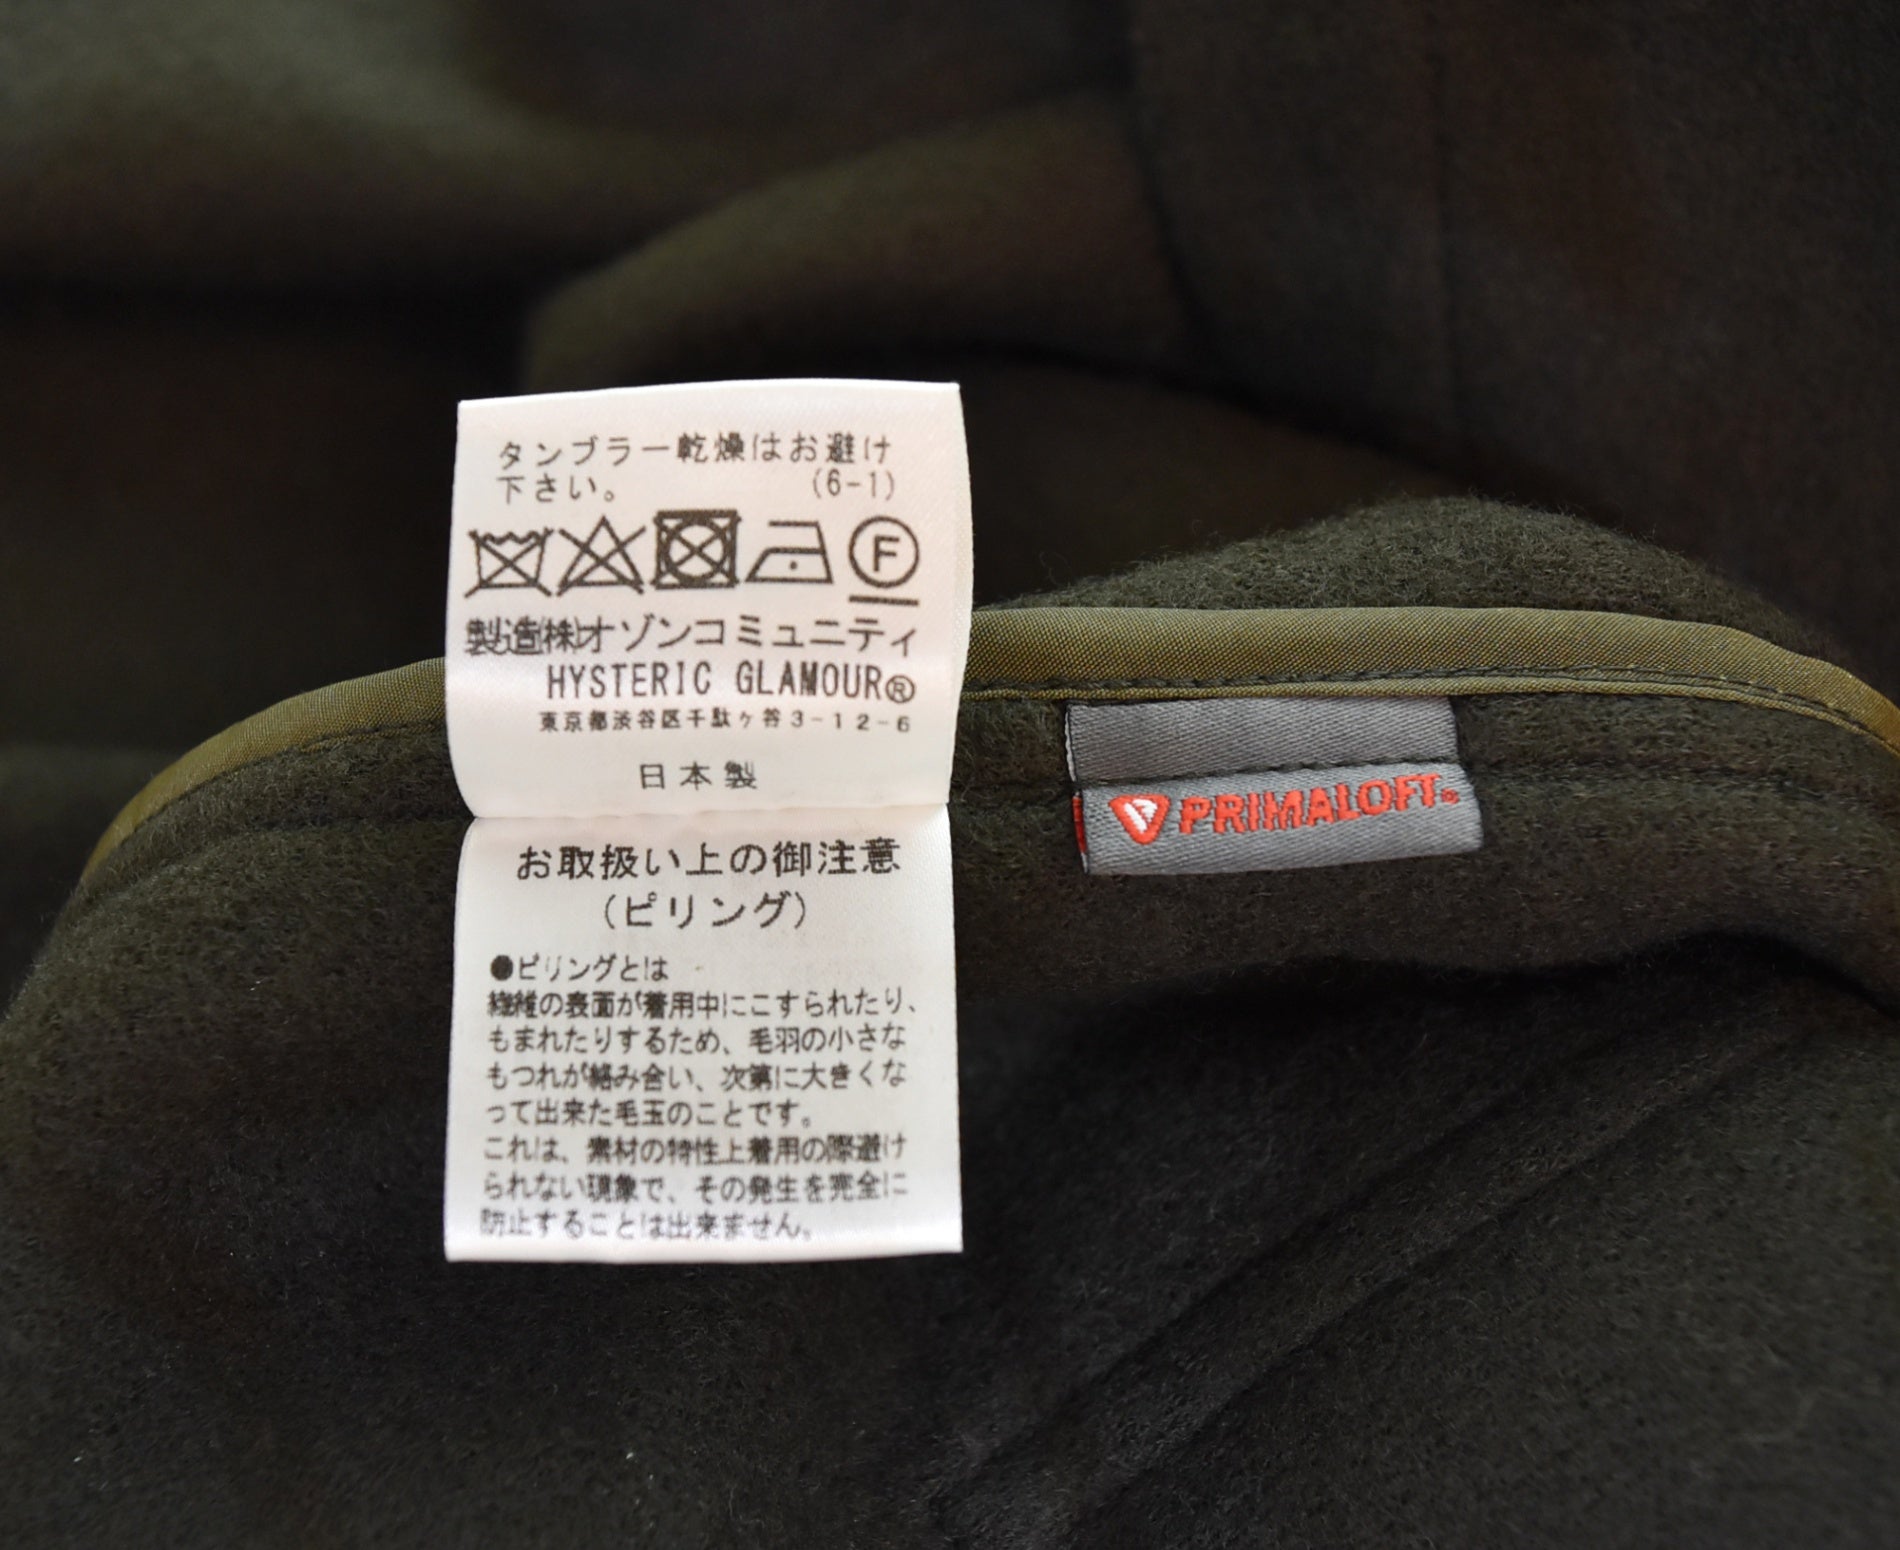 タンブラー乾燥はお避け
下さい。 (6-1)
F
製造(株)オゾンコミュニティ
HYSTERIC GLAMOUR®
東京都渋谷区千駄ヶ谷3-12-6
日本製
お取扱い上の御注意
(ピリング)
●ピリングとは
繊維の表面が着用中にこすられたり、
もまれたりするため、毛羽の小さな
もつれが絡み合い、次第に大きくな
って出来た毛玉のことです。
これは、素材の特性上着用の際避け
られない現象で、その発生を完全に
防止することは出来ません。
PRIMALOFT®